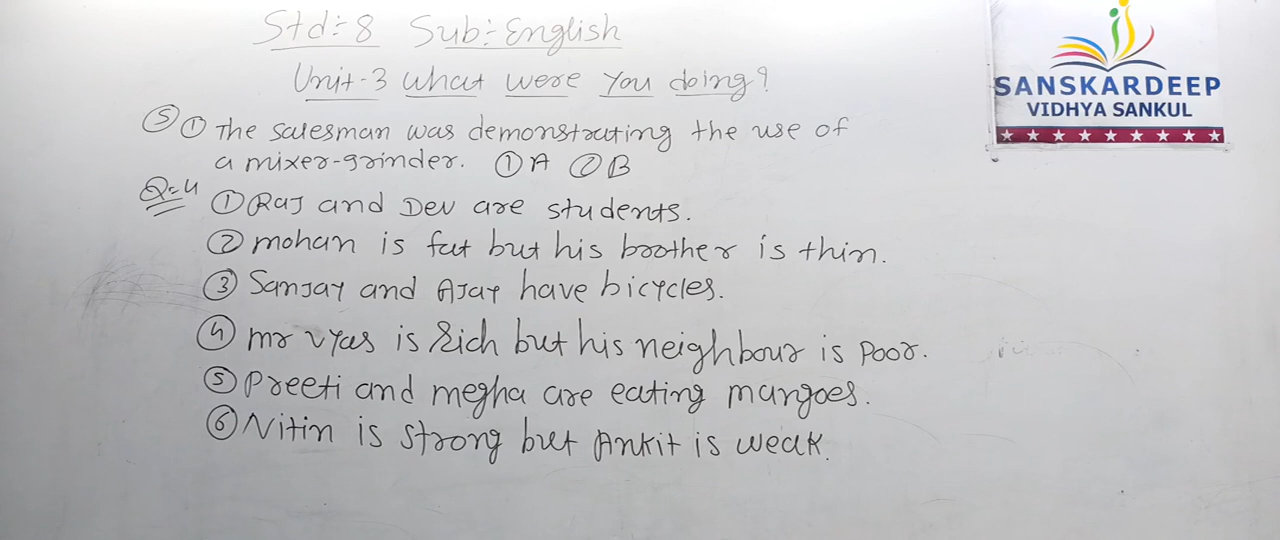 Std:-8 Sub:-English
Unit-3 What were You doing?
⑤ ① The salesman was demonstrating the use of
a mixer-grinder. ① A ② B
Q=4 ① Raj and Dev are students.
② mohan is fat but his brother is thin.
③ Sanjay and Ajay have bicycles.
④ mr vyas is Rich but his neighbour is poor.
⑤ Preeti and megha are eating mangoes.
⑥ Nitin is strong but Ankit is weak.
SANSKARDEEP
VIDHYA SANKUL